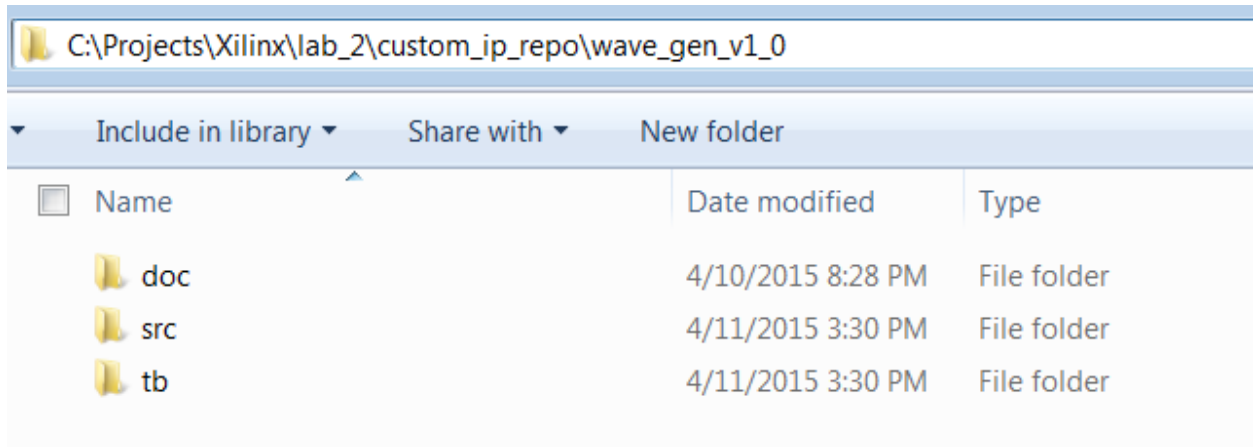 C:\Projects\Xilinx\lab_2\custom_ip_repo\wave_gen_v1_0
Include in library Share with New folder
Name Date modified Type
doc 4/10/2015 8:28 PM File folder
src 4/11/2015 3:30 PM File folder
tb 4/11/2015 3:30 PM File folder